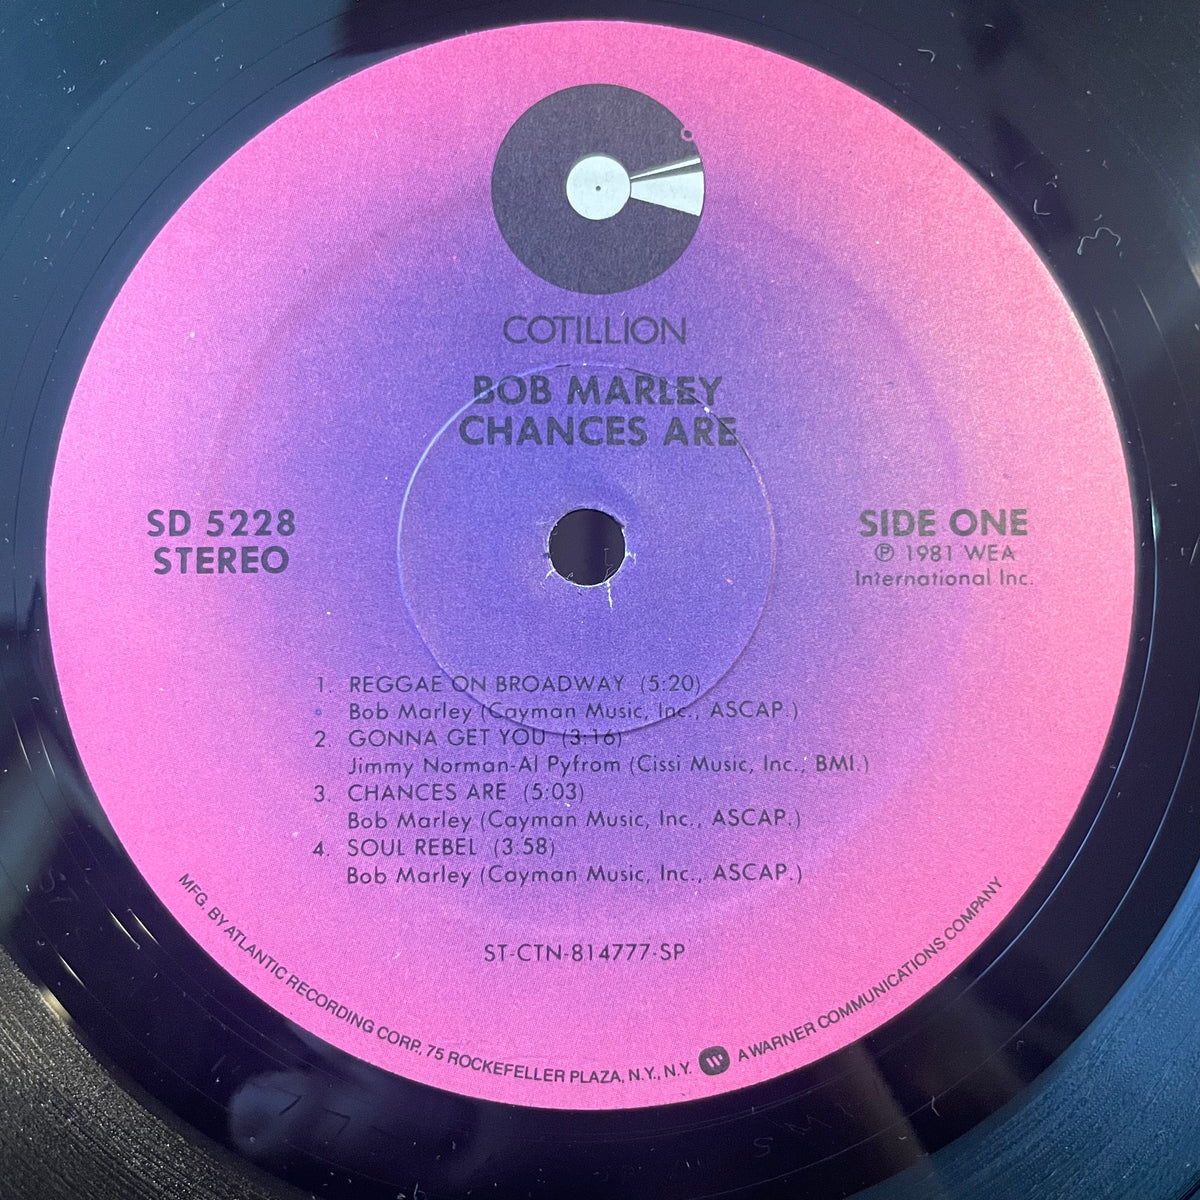 COTILLION
BOB MARLEY
CHANCES ARE
SD 5228
STEREO
SIDE ONE
Ⓟ 1981 WEA
International Inc.
1. REGGAE ON BROADWAY (5:20)
Bob Marley (Cayman Music, Inc., ASCAP.)
2. GONNA GET YOU (3:16)
Jimmy Norman-Al Pyfrom (Cissi Music, Inc., BMI.)
3. CHANCES ARE (5:03)
Bob Marley (Cayman Music, Inc., ASCAP.)
4. SOUL REBEL (3:58)
Bob Marley (Cayman Music, Inc., ASCAP.)
ST-CTN-814777-SP
MFG. BY ATLANTIC RECORDING CORP., 75 ROCKEFELLER PLAZA, N.Y., N.Y. A WARNER COMMUNICATIONS COMPANY